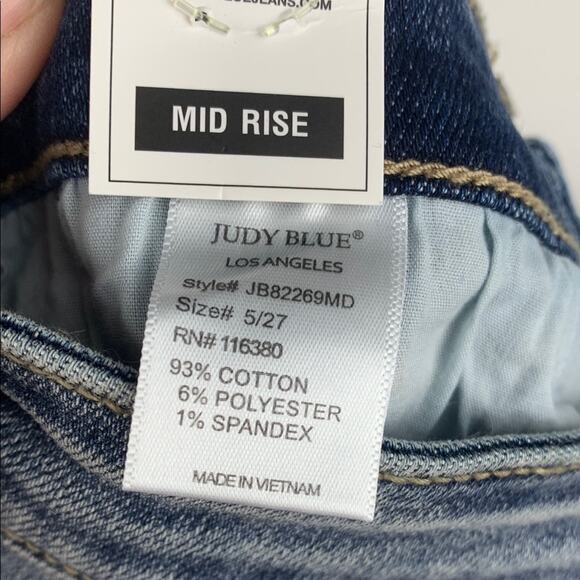 MID RISE
JUDY BLUE®
LOS ANGELES
Style# JB82269MD
Size# 5/27
RN# 116380
93% COTTON
6% POLYESTER
1% SPANDEX
MADE IN VIETNAM